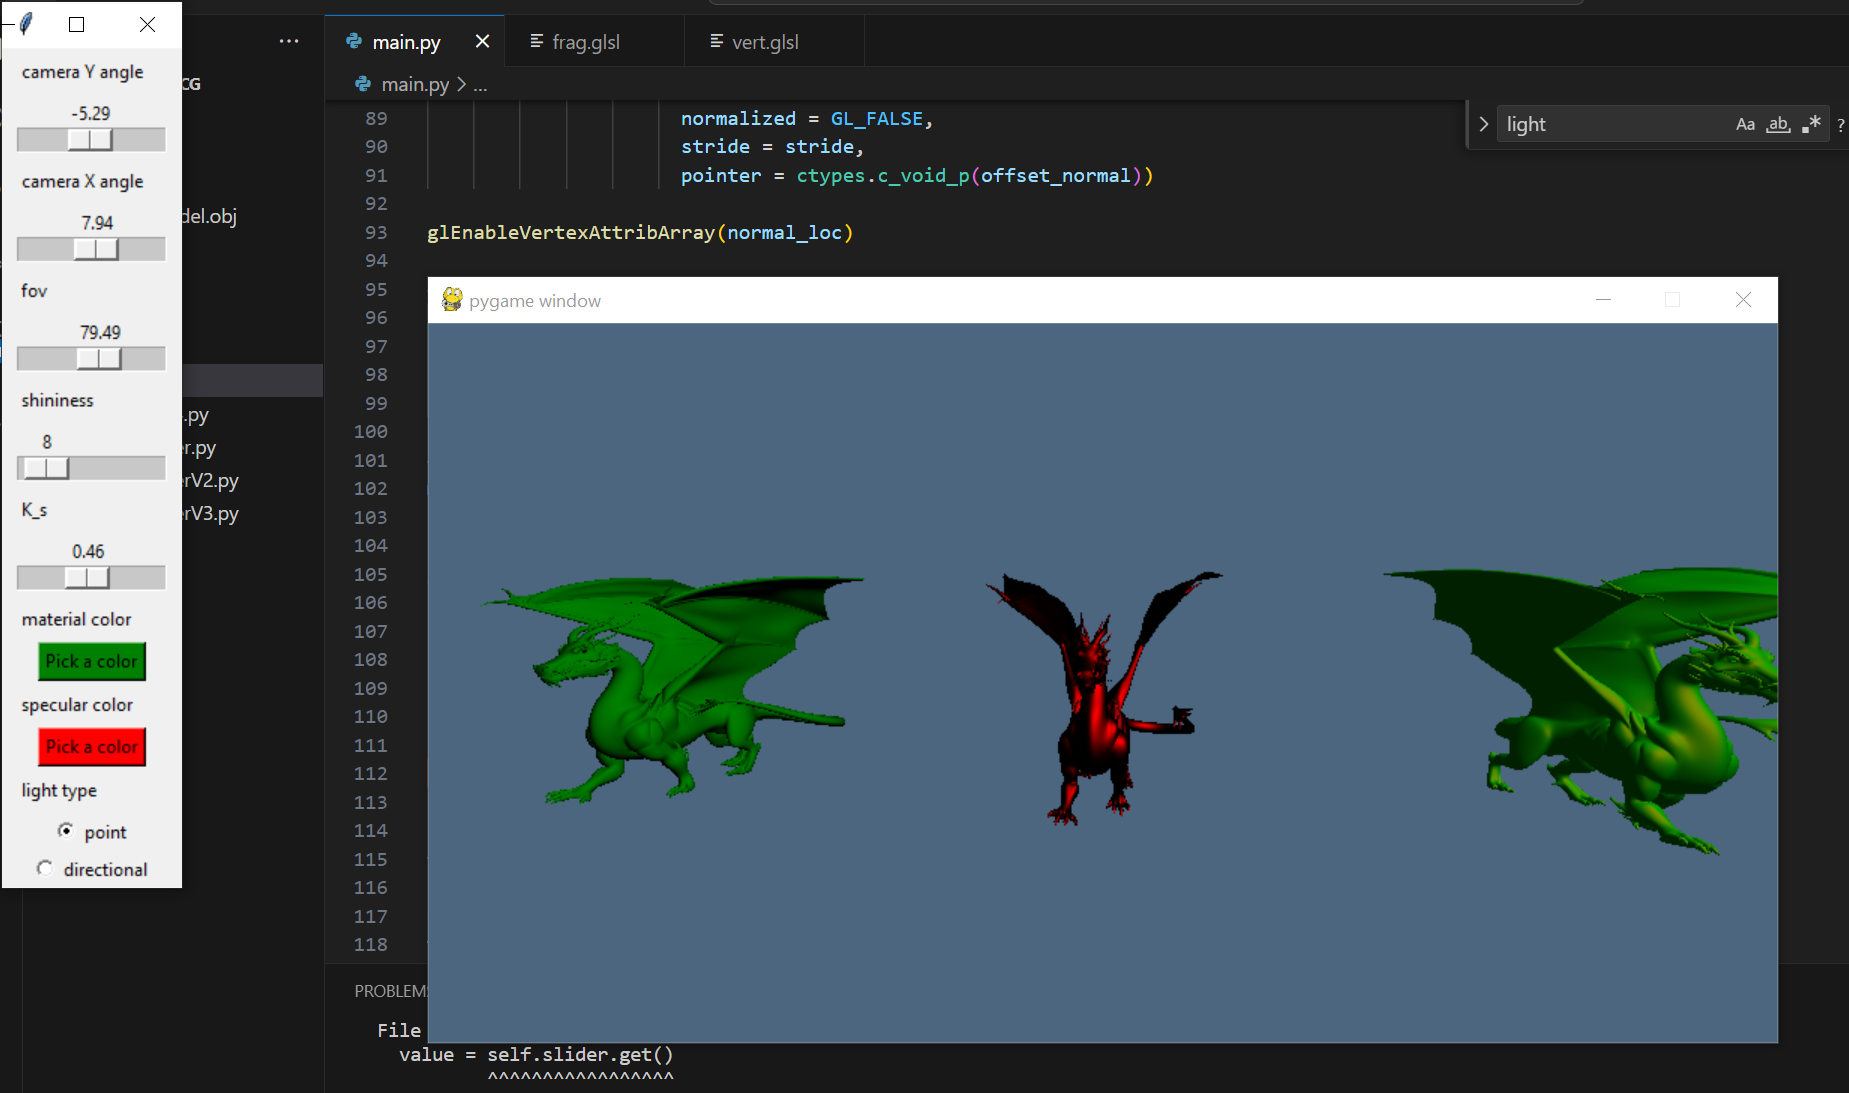 camera Y angle
-5.29
camera X angle
7.94
fov
79.49
shininess
8
K_s
0.46
material color
Pick a color
specular color
Pick a color
light type
point
directional
CG
del.obj
.py
r.py
rV2.py
rV3.py
main.py
frag.glsl
vert.glsl
main.py > ...
light
Aa
ab
.*
?
89 normalized = GL_FALSE,
90 stride = stride,
91 pointer = ctypes.c_void_p(offset_normal))
92
93 glEnableVertexAttribArray(normal_loc)
94
95
96
97
98
99
100
101
102
103
104
105
106
107
108
109
110
111
112
113
114
115
116
117
118
pygame window
PROBLEM
File
value = self.slider.get()
^^^^^^^^^^^^^^^^^